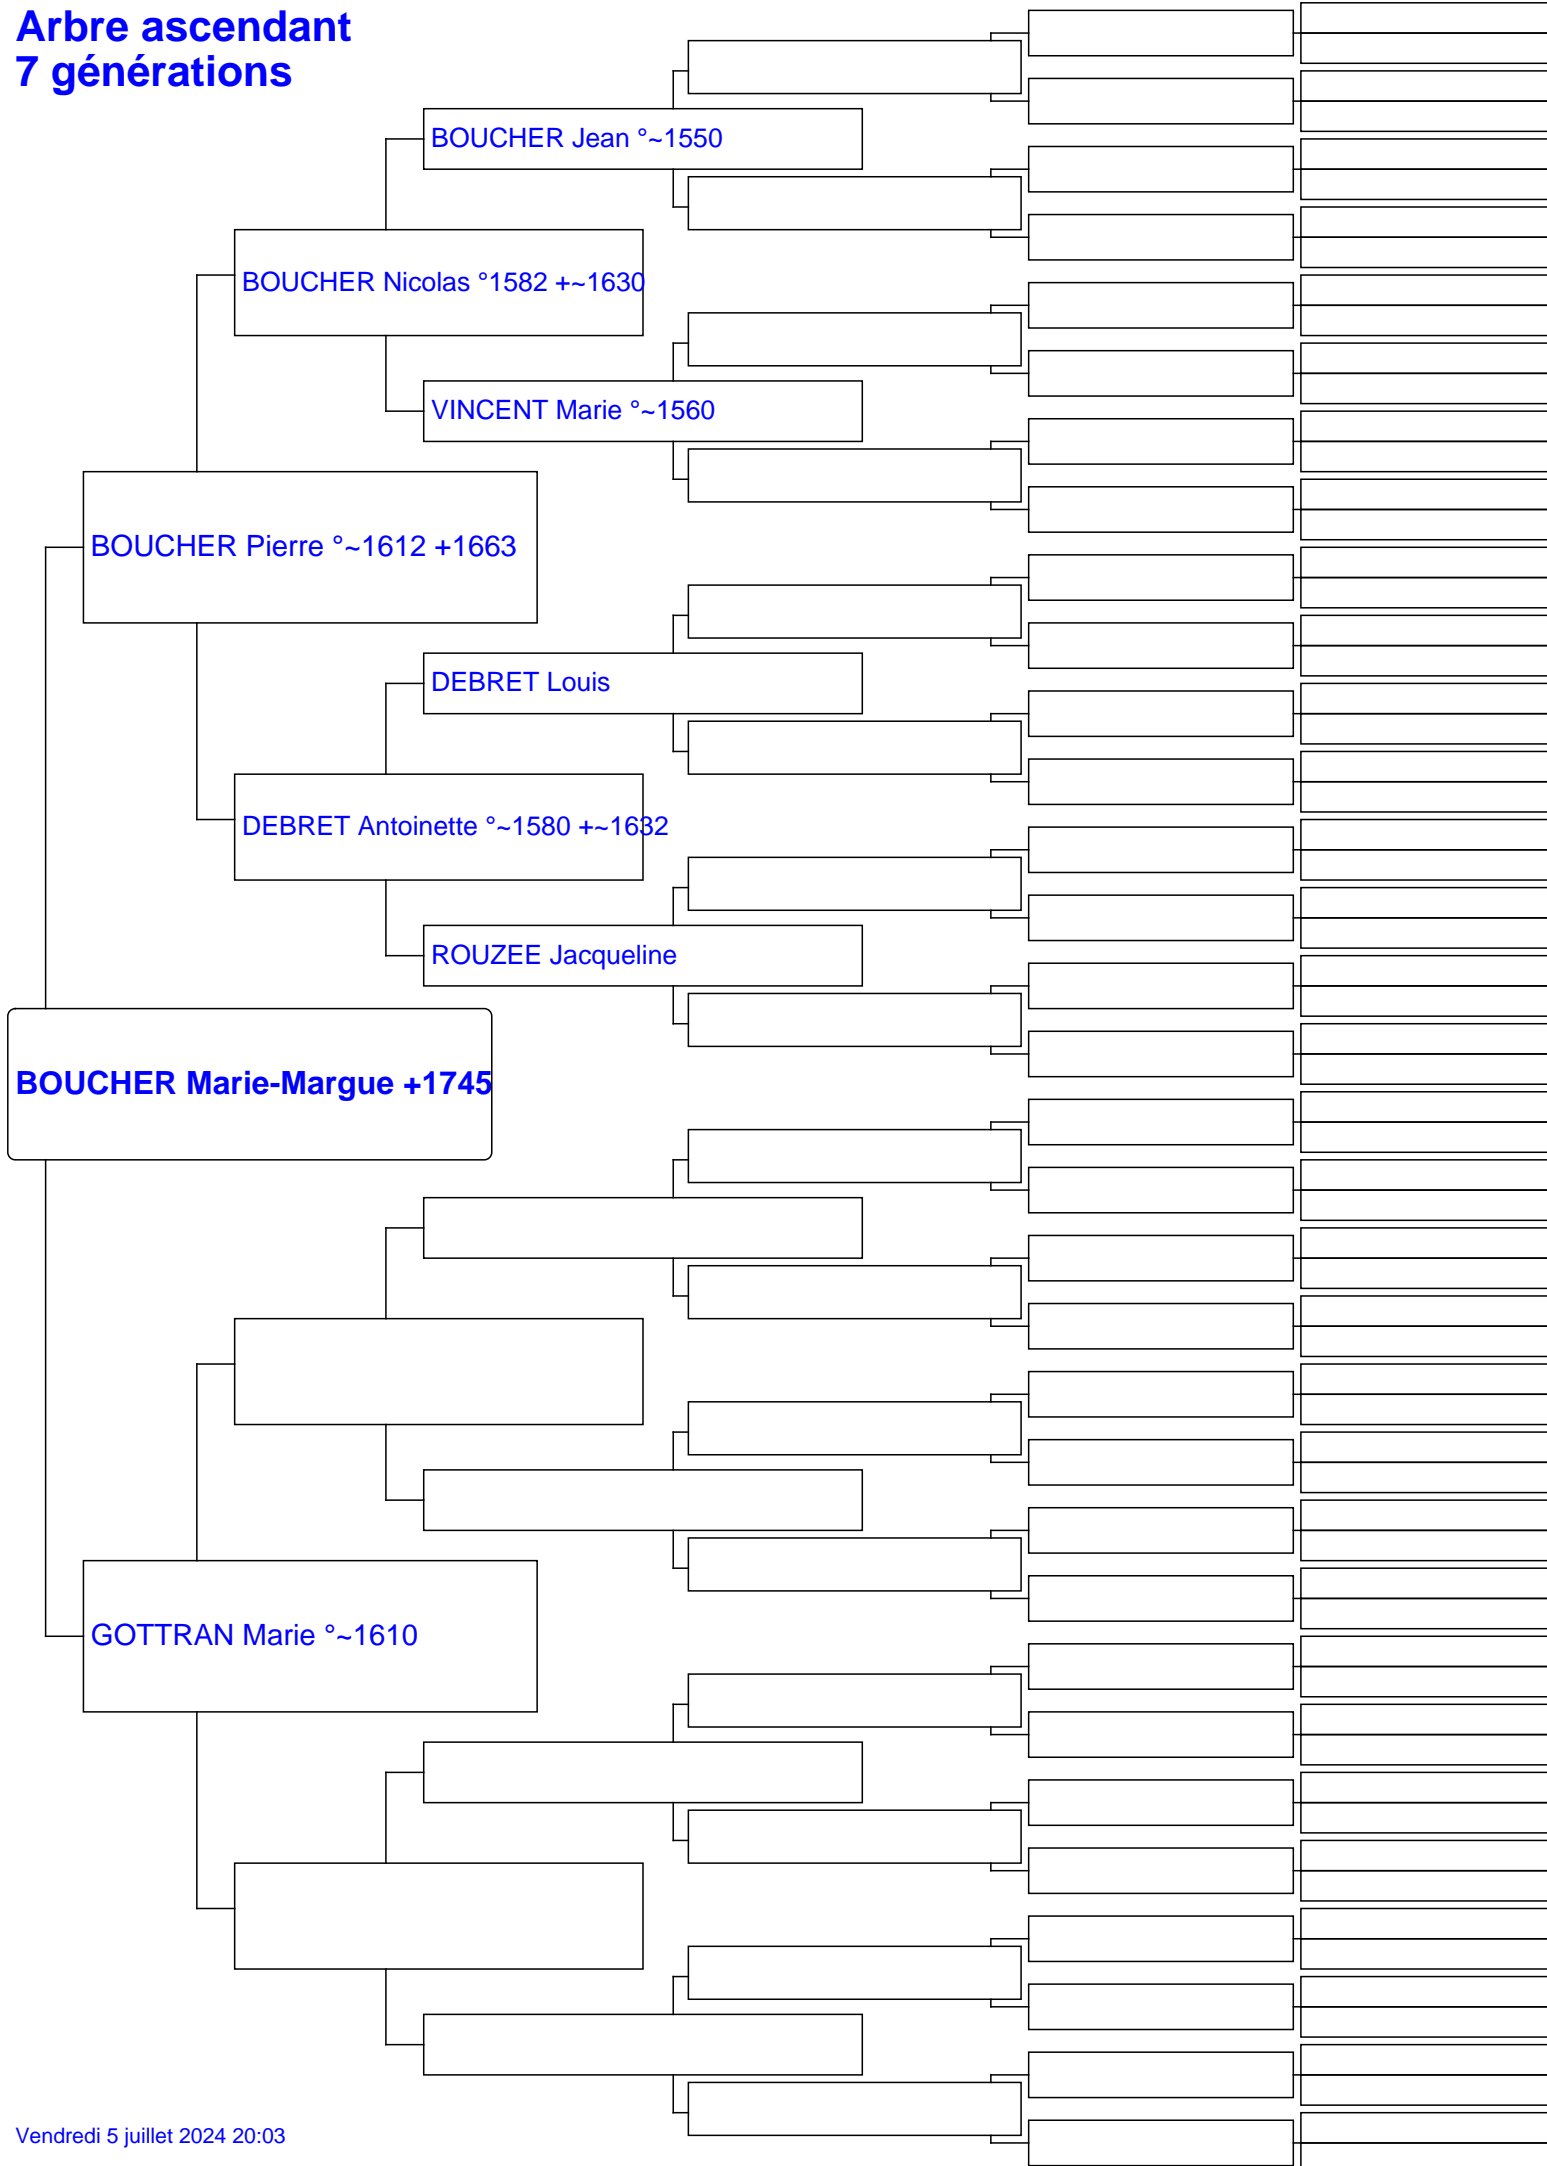 Arbre ascendant
7 générations
BOUCHER Jean °~1550
BOUCHER Nicolas °1582 +~1630
VINCENT Marie °~1560
BOUCHER Pierre °~1612 +1663
DEBRET Louis
DEBRET Antoinette °~1580 +~1632
ROUZEE Jacqueline
BOUCHER Marie-Margue +1745
GOTTRAN Marie °~1610
Vendredi 5 juillet 2024 20:03